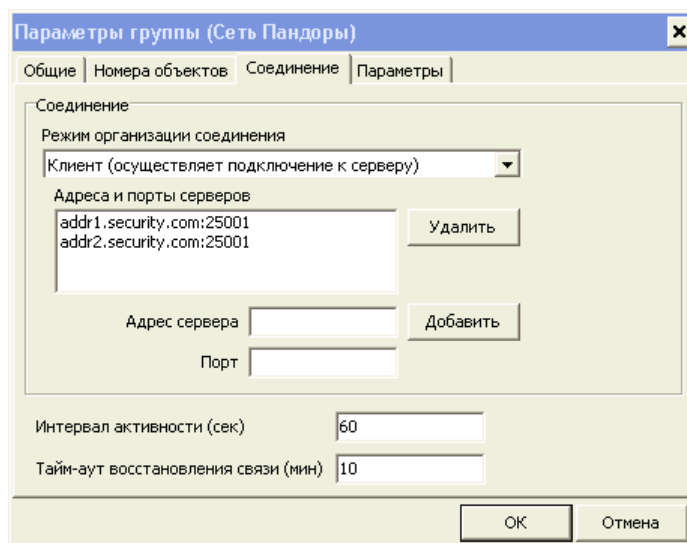 Параметры группы (Сеть Пандоры)
Общие Номера объектов Соединение Параметры
Соединение
Режим организации соединения
Клиент (осуществляет подключение к серверу)
Адреса и порты серверов
addr1.security.com:25001
addr2.security.com:25001
Удалить
Адрес сервера
Добавить
Порт
Интервал активности (сек) 60
Тайм-аут восстановления связи (мин) 10
ОК Отмена